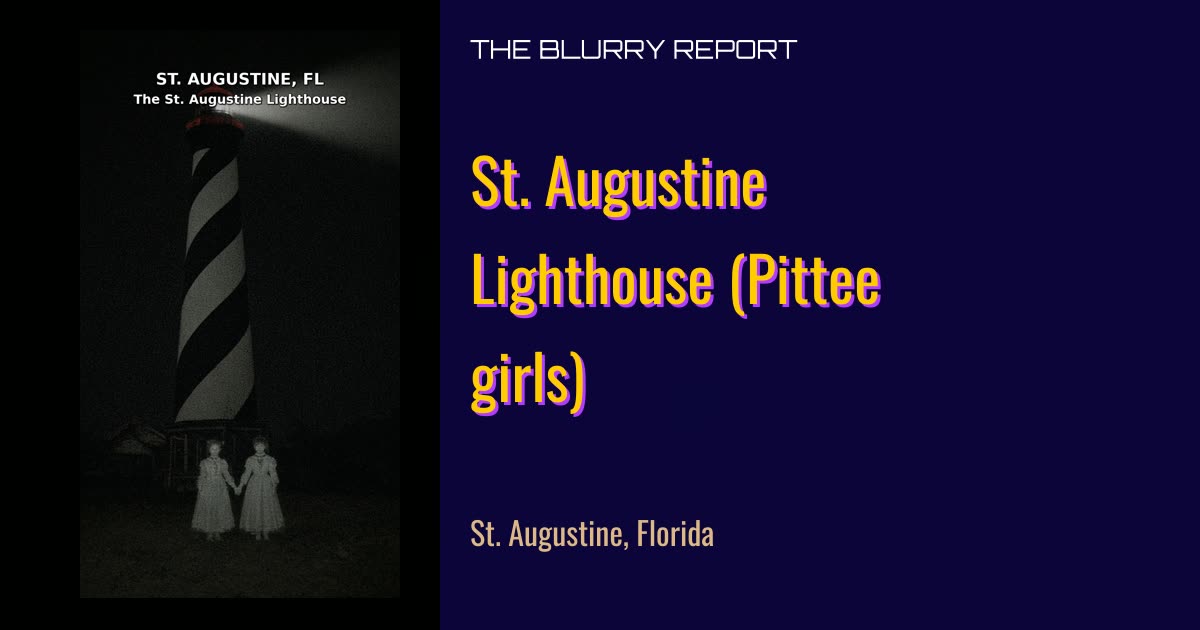 ST. AUGUSTINE, FL
The St. Augustine Lighthouse
THE BLURRY REPORT
St. Augustine
Lighthouse (Pittee
girls)
St. Augustine, Florida